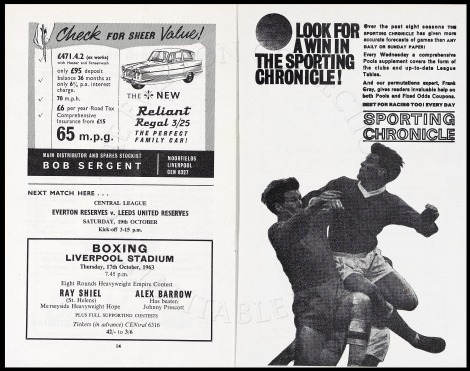 Check FOR SHEER Value!
£471.4.2 (ex works)
with Heater and Screenwash
only £95 deposit
balance 36 months at
only 6½% p.a. interest
charge.
70 m.p.h.
£6 per year Road Tax
Comprehensive
Insurance from £15
65 m.p.g.
THE NEW
Reliant
Regal 3/25
THE PERFECT
FAMILY CAR!
MAIN DISTRIBUTOR AND SPARES STOCKIST
BOB SERGENT
MOORFIELDS
LIVERPOOL
CEN 0327
NEXT MATCH HERE . . .
CENTRAL LEAGUE
EVERTON RESERVES v. LEEDS UNITED RESERVES
SATURDAY, 19th OCTOBER
Kick-off 3-15 p.m.
BOXING
LIVERPOOL STADIUM
Thursday, 17th October, 1963
7.45 p.m.
Eight Rounds Heavyweight Empire Contest
RAY SHIEL
(St. Helens)
Merseyside Heavyweight Hope
ALEX BARROW
Has beaten
Johnny Prescott
PLUS FULL SUPPORTING CONTESTS
Tickets (in advance) CENtral 6316
42/- to 3/6
14
LOOK FOR
A WIN IN
THE SPORTING
CHRONICLE!
Over the past eight seasons THE
SPORTING CHRONICLE has given more
accurate forecasts of games than ANY
DAILY OR SUNDAY PAPER!
Every Wednesday a comprehensive
Pools supplement covers the form of
the clubs and up-to-date League
Tables.
And our permutations expert, Frank
Gray, gives readers invaluable help on
both Pools and Fixed Odds Coupons.
BEST FOR RACING TOO! EVERY DAY
SPORTING
CHRONICLE